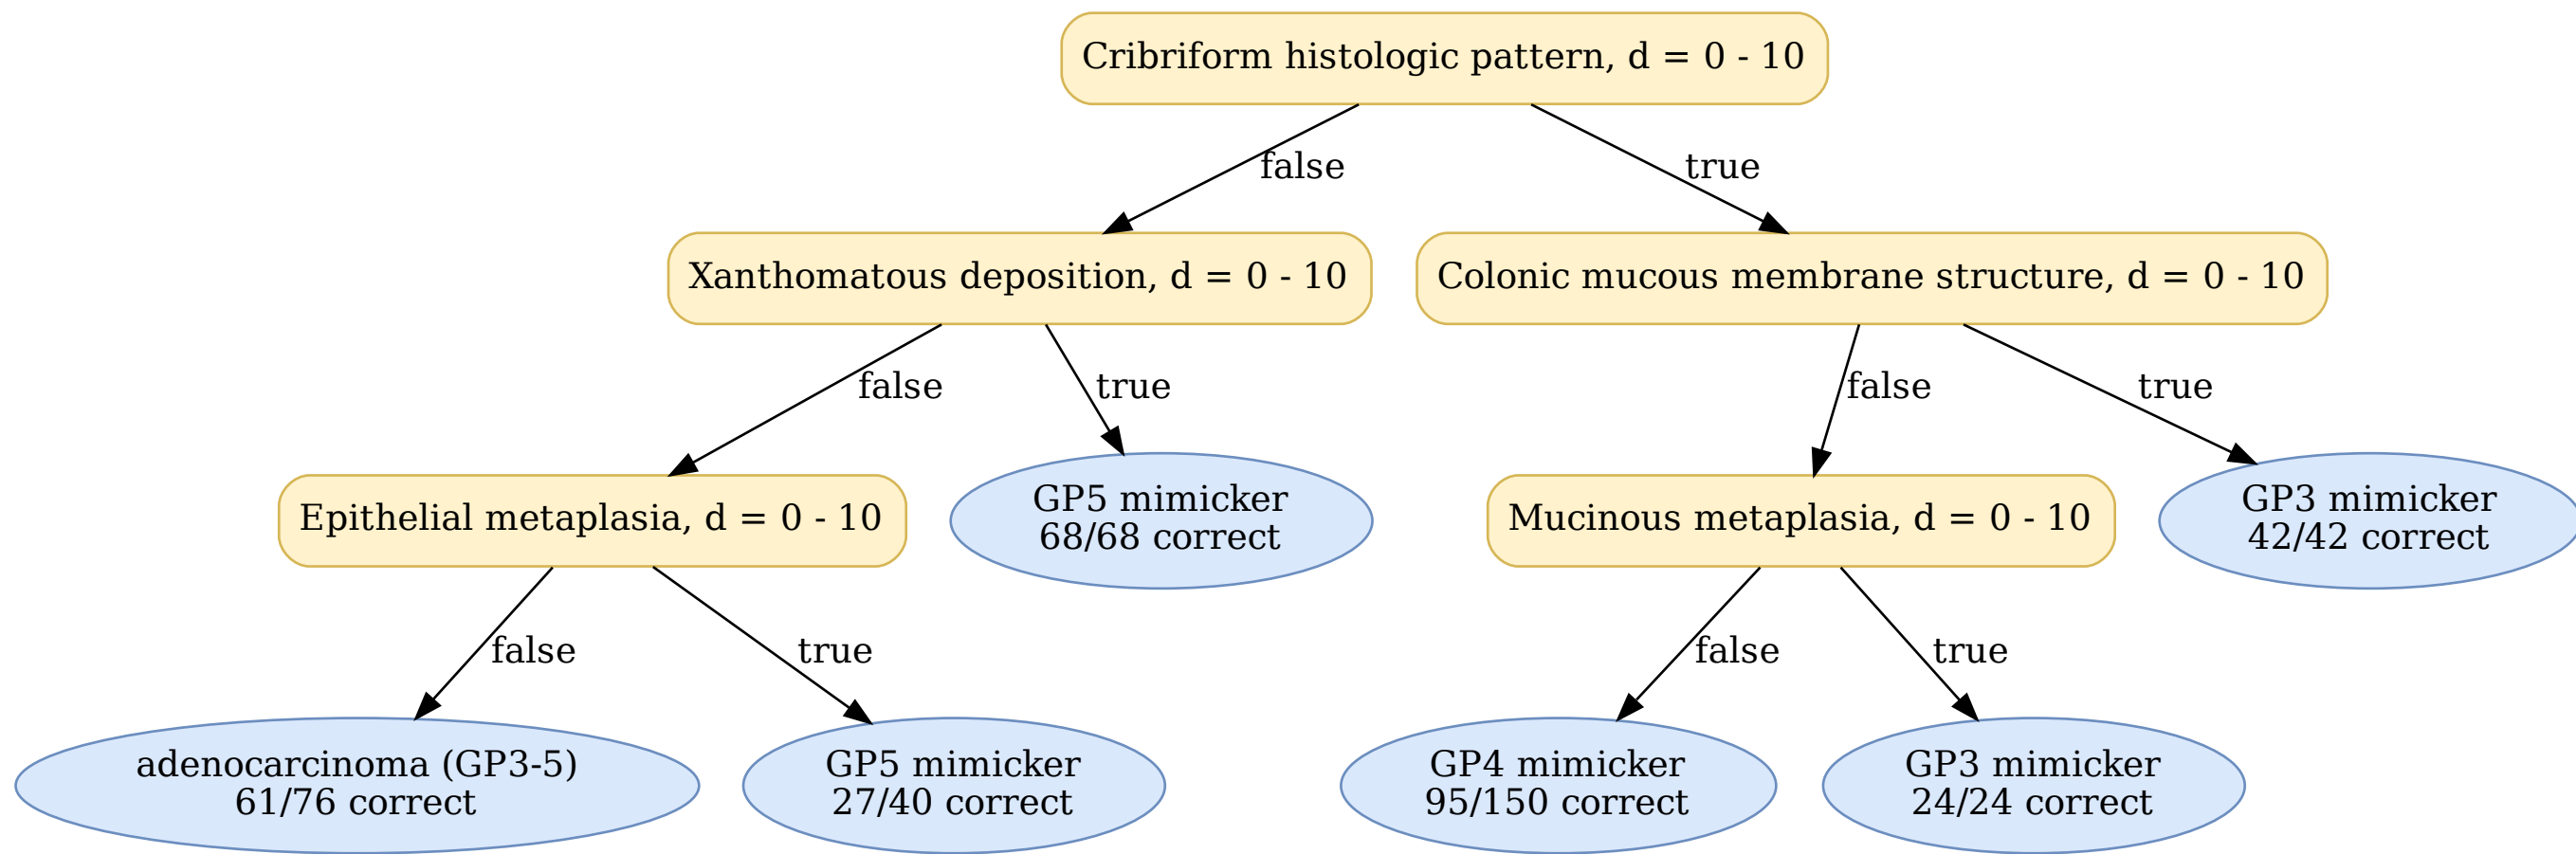 Cribriform histologic pattern, d = 0 - 10
false
true
Xanthomatous deposition, d = 0 - 10
Colonic mucous membrane structure, d = 0 - 10
false
true
false
true
Epithelial metaplasia, d = 0 - 10
GP5 mimicker
68/68 correct
Mucinous metaplasia, d = 0 - 10
GP3 mimicker
42/42 correct
false
true
false
true
adenocarcinoma (GP3-5)
61/76 correct
GP5 mimicker
27/40 correct
GP4 mimicker
95/150 correct
GP3 mimicker
24/24 correct